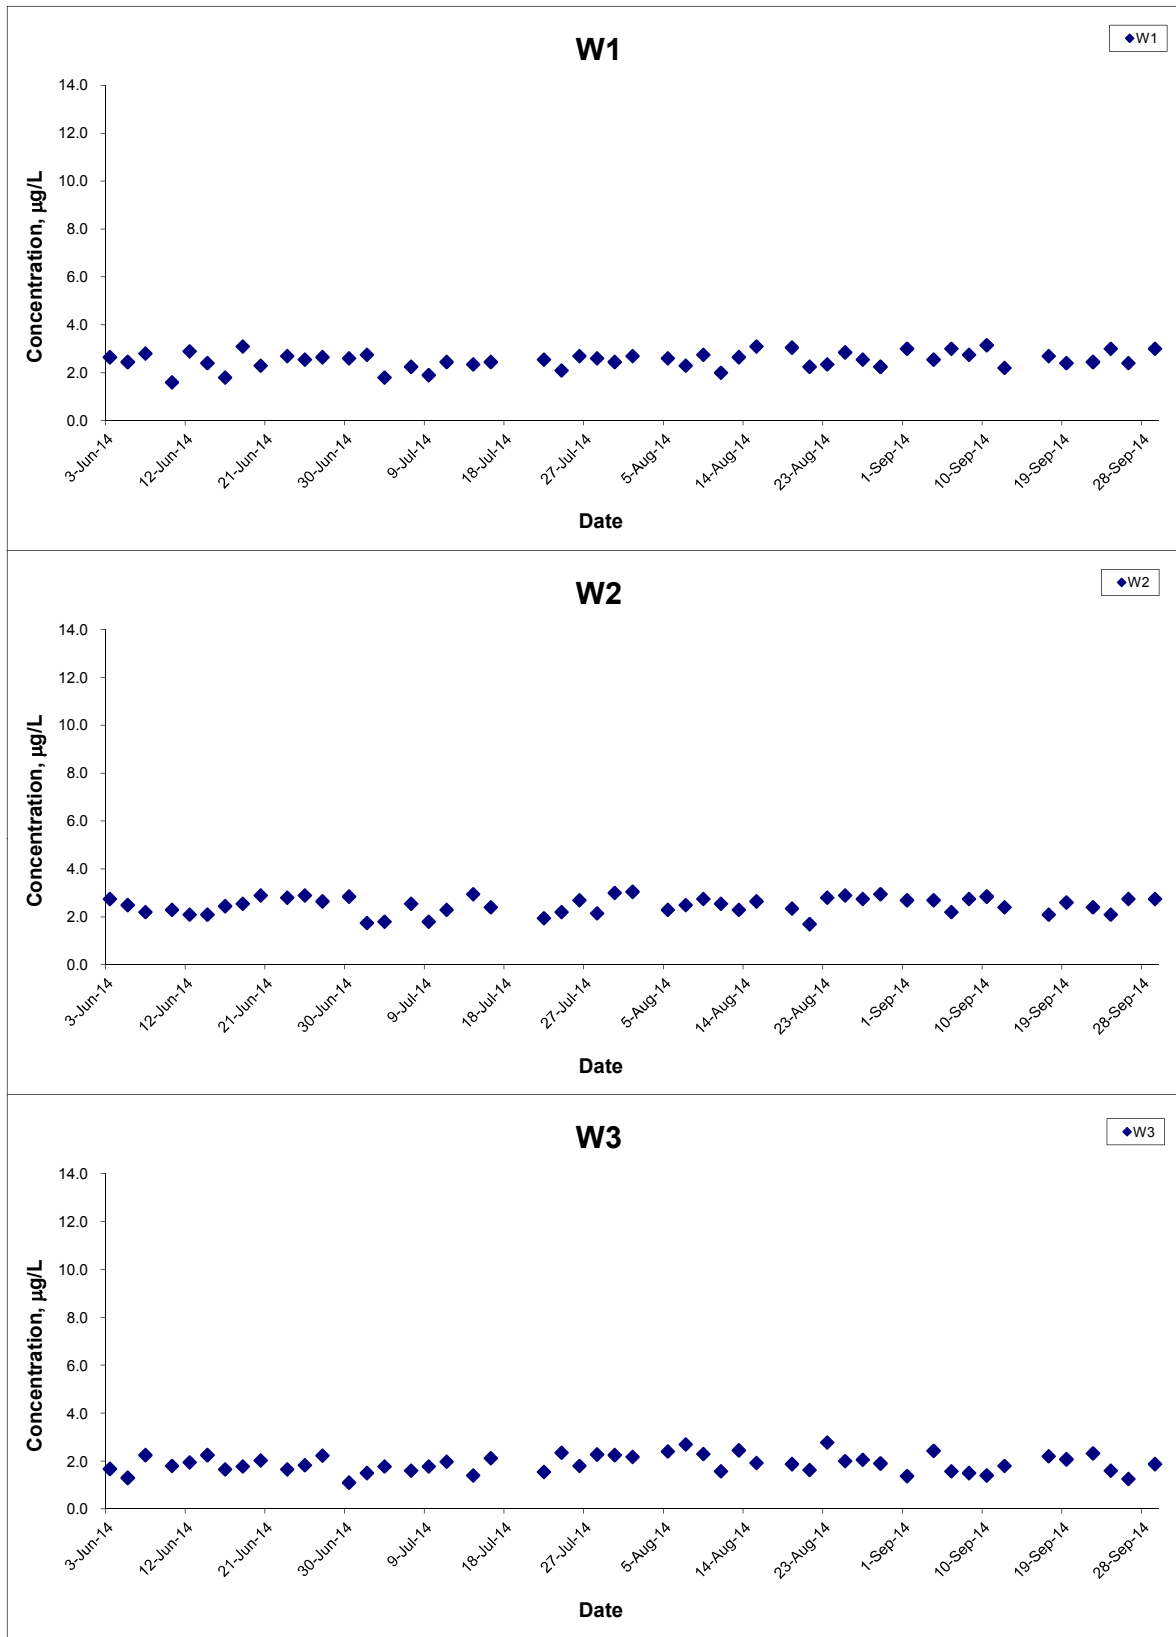 W1
W1
14.0
12.0
10.0
8.0
6.0
4.0
2.0
0.0
Concentration, µg/L
3-Jun-14
12-Jun-14
21-Jun-14
30-Jun-14
9-Jul-14
18-Jul-14
27-Jul-14
5-Aug-14
14-Aug-14
23-Aug-14
1-Sep-14
10-Sep-14
19-Sep-14
28-Sep-14
Date
W2
W2
14.0
12.0
10.0
8.0
6.0
4.0
2.0
0.0
Concentration, µg/L
3-Jun-14
12-Jun-14
21-Jun-14
30-Jun-14
9-Jul-14
18-Jul-14
27-Jul-14
5-Aug-14
14-Aug-14
23-Aug-14
1-Sep-14
10-Sep-14
19-Sep-14
28-Sep-14
Date
W3
W3
14.0
12.0
10.0
8.0
6.0
4.0
2.0
0.0
Concentration, µg/L
3-Jun-14
12-Jun-14
21-Jun-14
30-Jun-14
9-Jul-14
18-Jul-14
27-Jul-14
5-Aug-14
14-Aug-14
23-Aug-14
1-Sep-14
10-Sep-14
19-Sep-14
28-Sep-14
Date